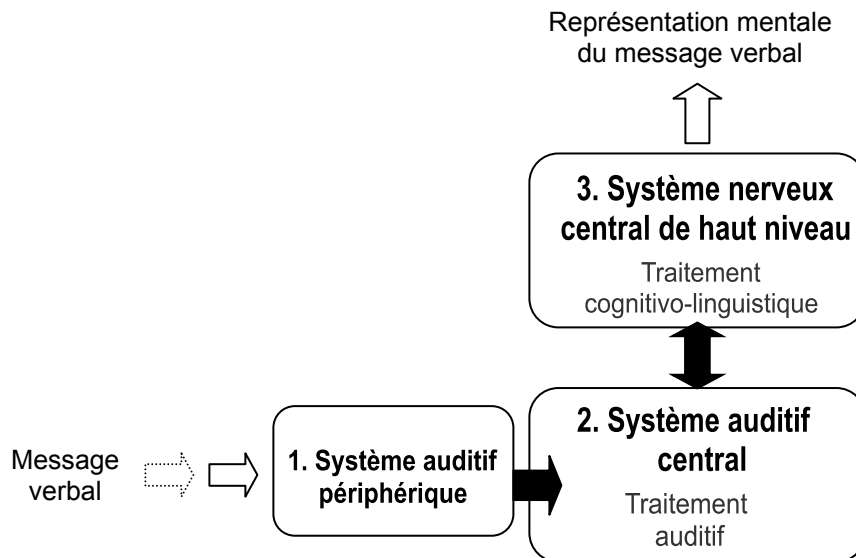 Représentation mentale
du message verbal
3. Système nerveux
central de haut niveau
Traitement
cognitivo-linguistique
2. Système auditif
central
Traitement
auditif
1. Système auditif
périphérique
Message
verbal